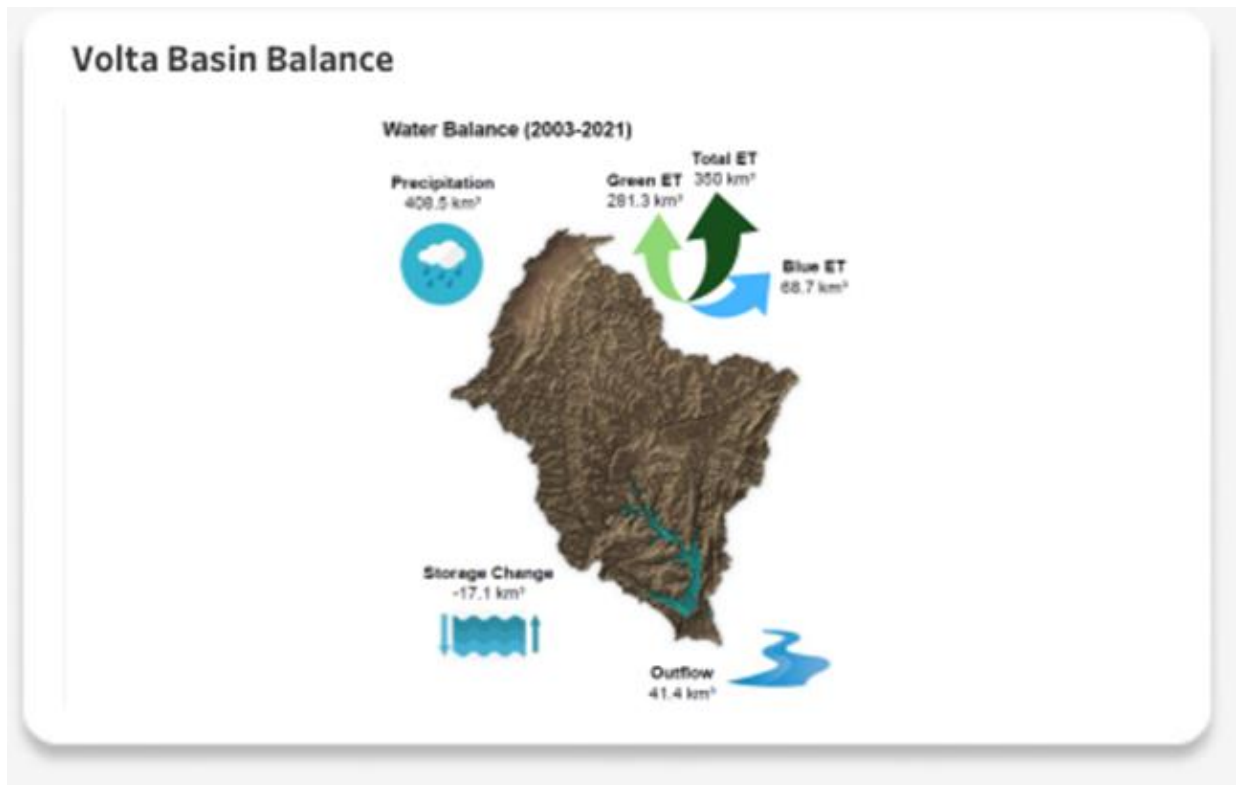 Volta Basin Balance
Water Balance (2003-2021)
Total ET
350 km³
Precipitation
408.5 km³
Green ET
281.3 km³
Blue ET
68.7 km³
Storage Change
-17.1 km³
Outflow
41.4 km³